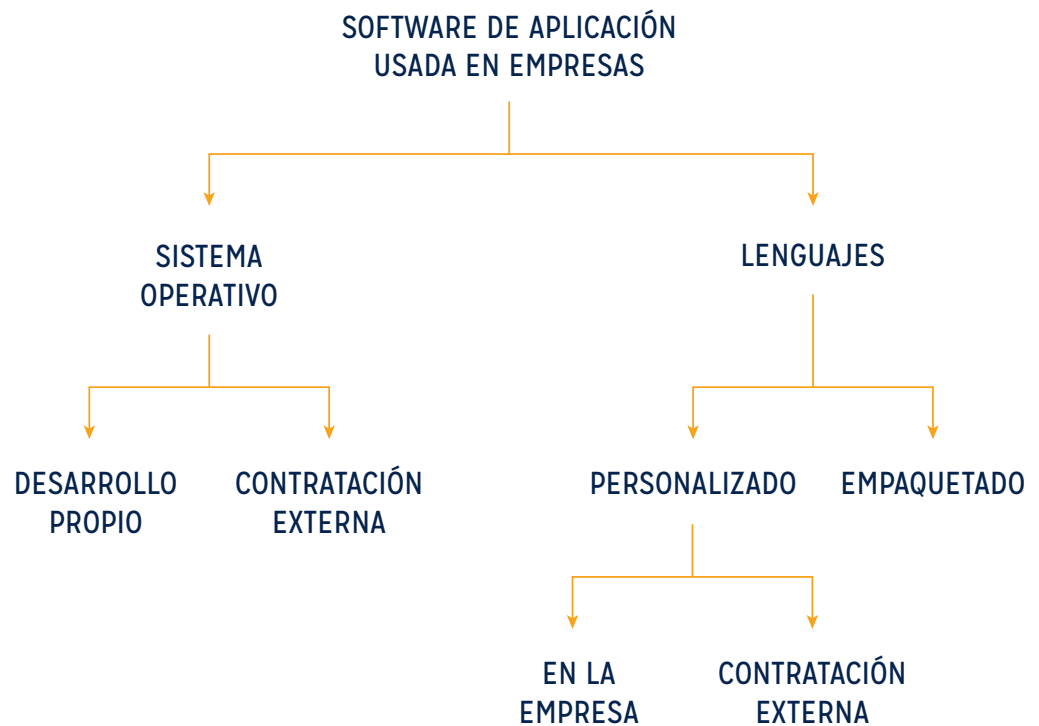 SOFTWARE DE APLICACIÓN
USADA EN EMPRESAS
SISTEMA
OPERATIVO
LENGUAJES
DESARROLLO
PROPIO
CONTRATACIÓN
EXTERNA
PERSONALIZADO
EMPAQUETADO
EN LA
EMPRESA
CONTRATACIÓN
EXTERNA